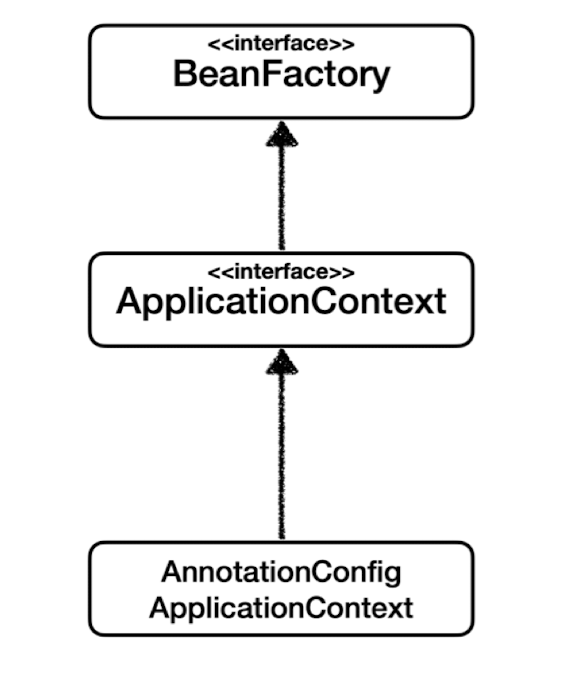 <<interface>>
BeanFactory
<<interface>>
ApplicationContext
AnnotationConfig
ApplicationContext